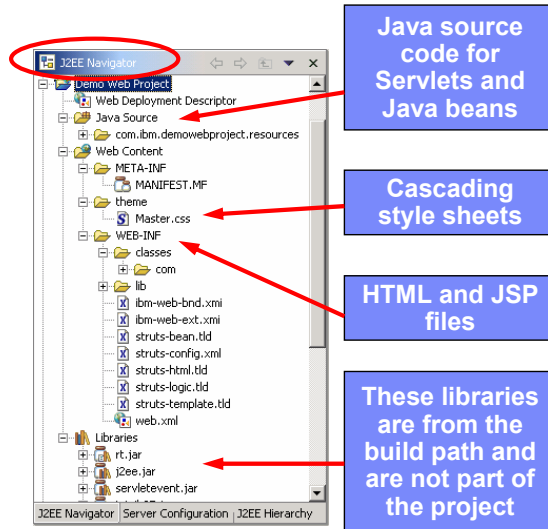 J2EE Navigator
Demo Web Project
Web Deployment Descriptor
Java Source
com.ibm.demowebproject.resources
Web Content
META-INF
MANIFEST.MF
theme
Master.css
WEB-INF
classes
com
lib
ibm-web-bnd.xmi
ibm-web-ext.xmi
struts-bean.tld
struts-config.xml
struts-html.tld
struts-logic.tld
struts-template.tld
web.xml
Libraries
rt.jar
j2ee.jar
servletevent.jar
J2EE Navigator
Server Configuration
J2EE Hierarchy
Java source
code for
Servlets and
Java beans
Cascading
style sheets
HTML and JSP
files
These libraries
are from the
build path and
are not part of
the project